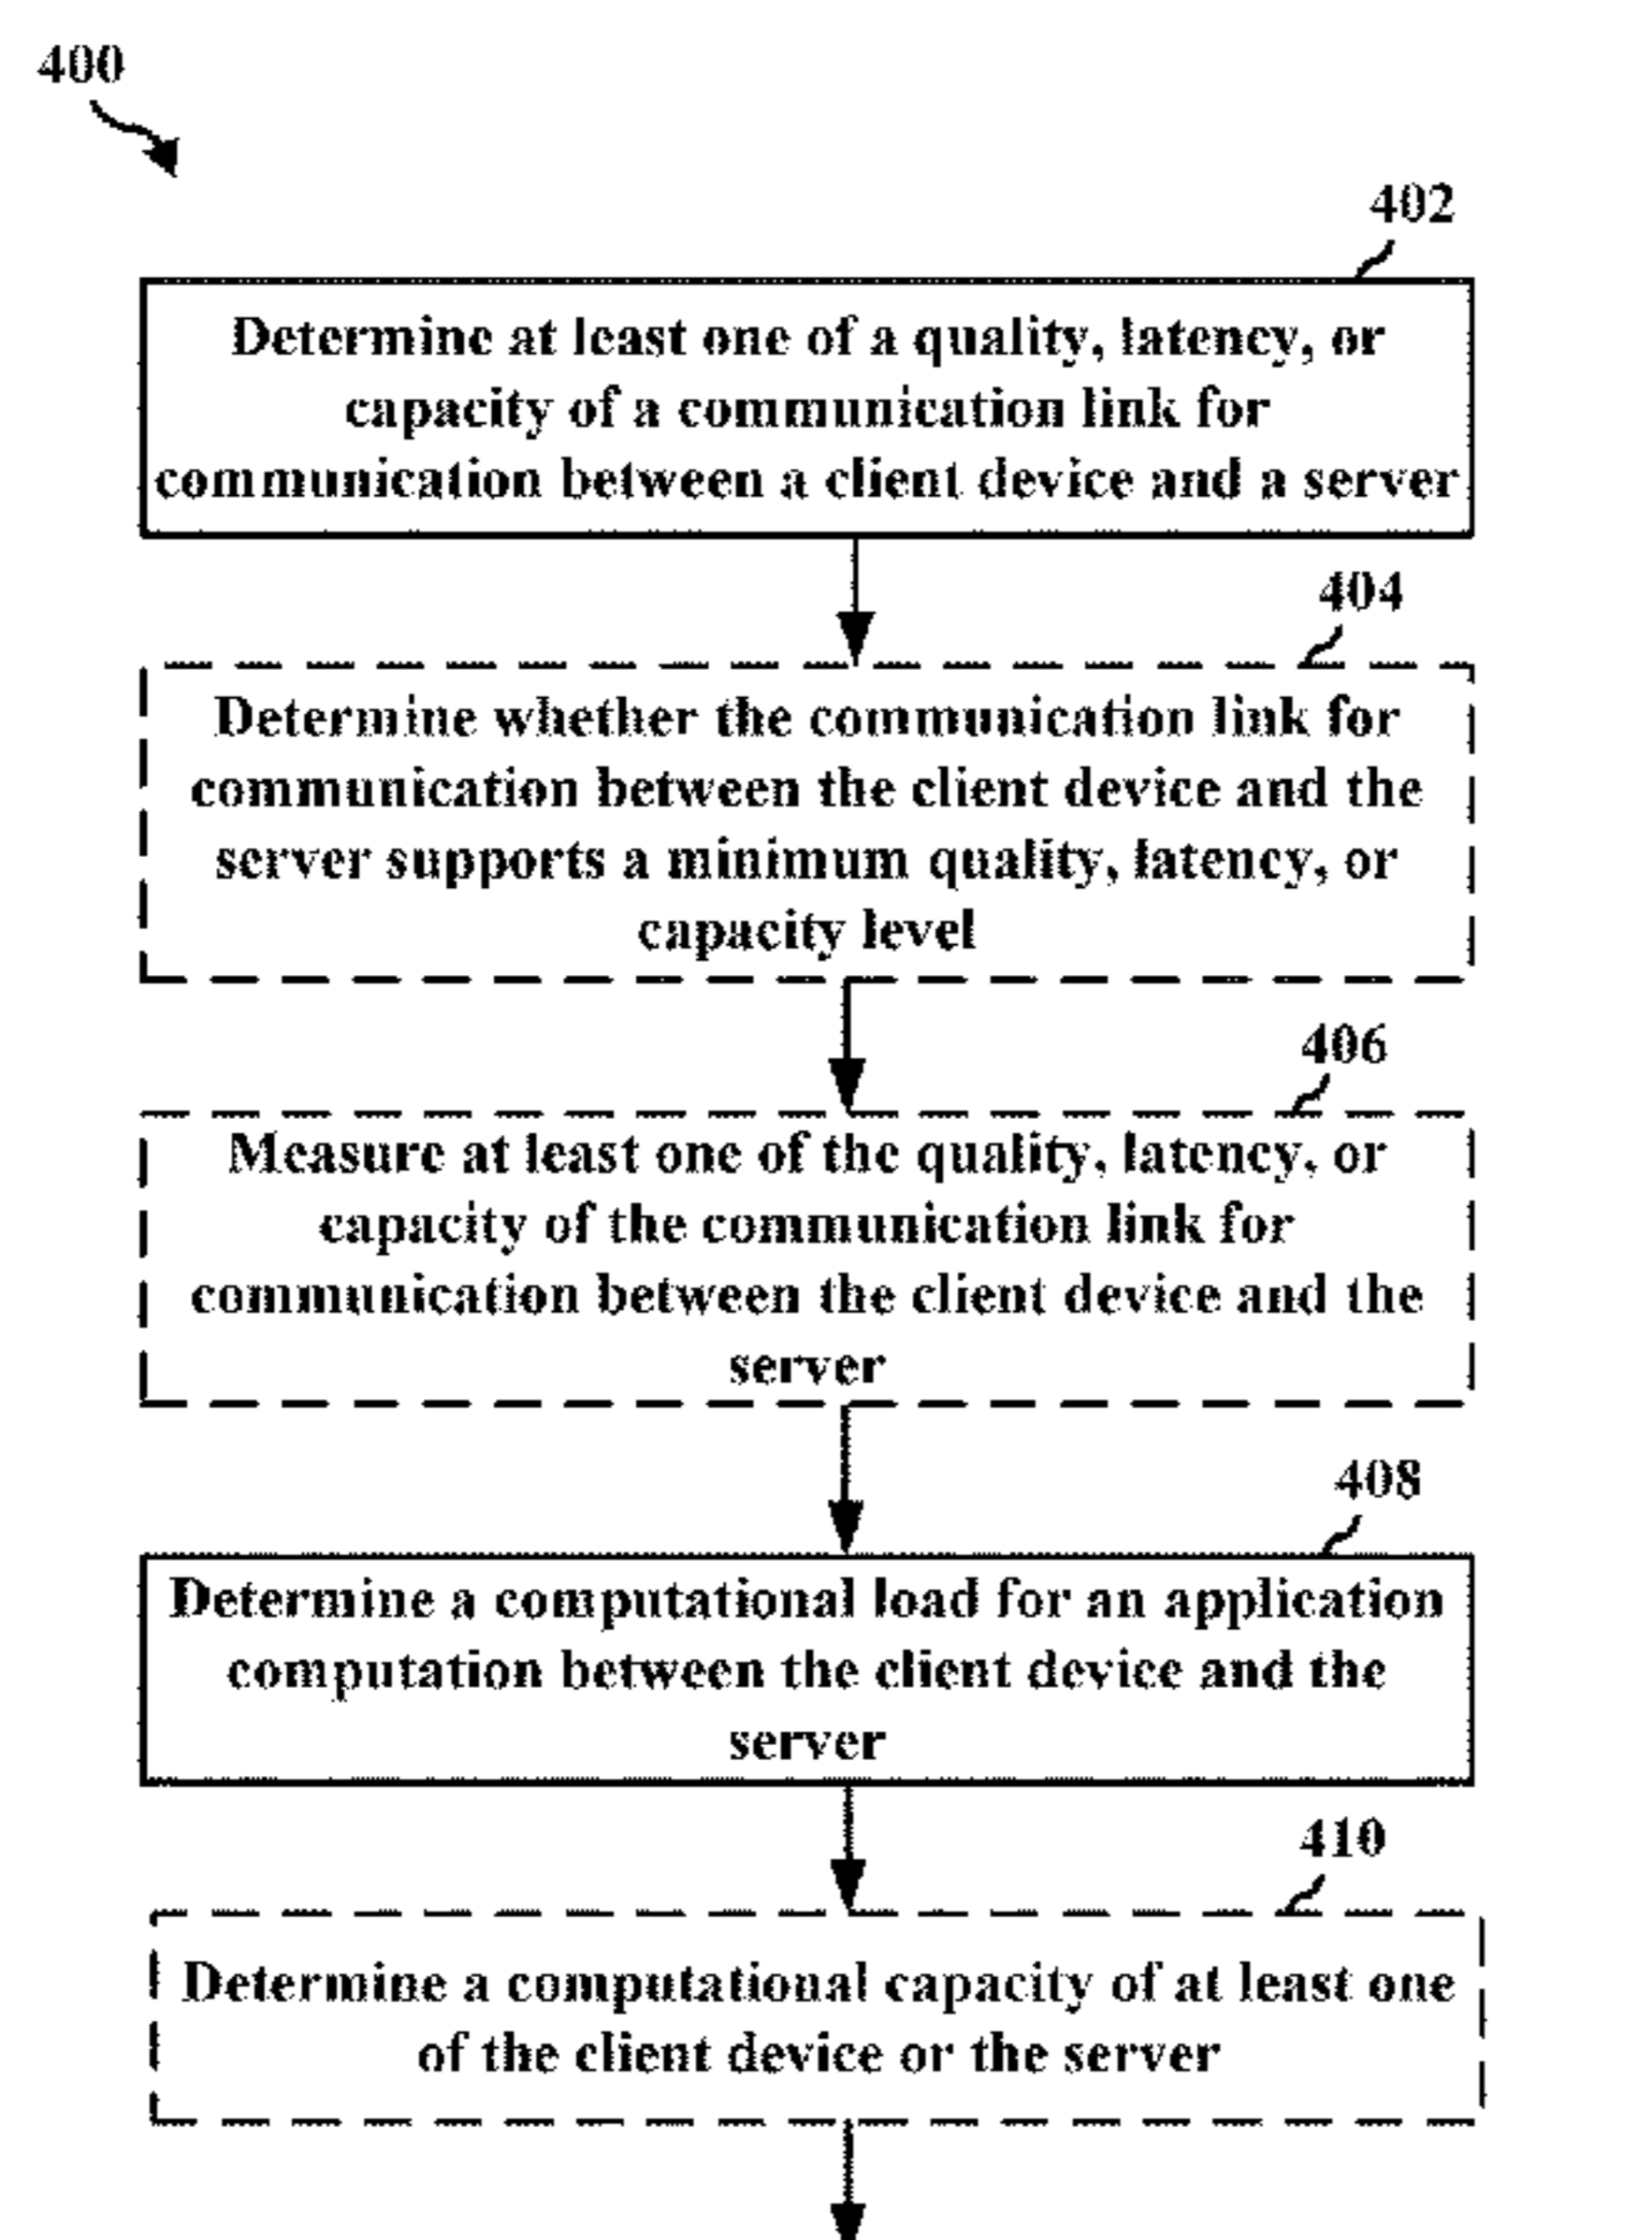 400
402
Determine at least one of a quality, latency, or
capacity of a communication link for
communication between a client device and a server
404
Determine whether the communication link for
communication between the client device and the
server supports a minimum quality, latency, or
capacity level
406
Measure at least one of the quality, latency, or
capacity of the communication link for
communication between the client device and the
server
408
Determine a computational load for an application
computation between the client device and the
server
410
Determine a computational capacity of at least one
of the client device or the server